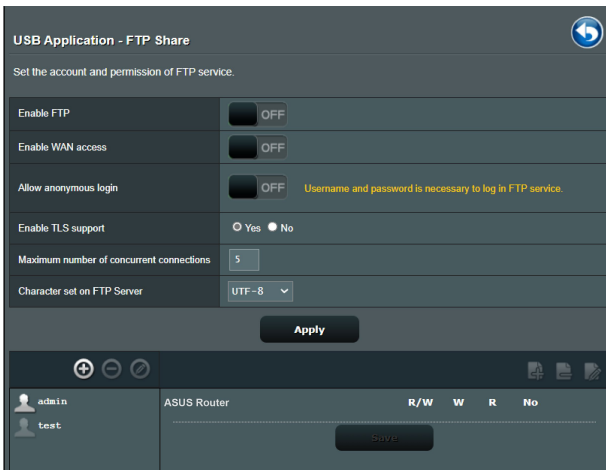 USB Application - FTP Share
Set the account and permission of FTP service.
Enable FTP OFF
Enable WAN access OFF
Allow anonymous login OFF Username and password is necessary to log in FTP service.
Enable TLS support Yes No
Maximum number of concurrent connections 5
Character set on FTP Server UTF-8
Apply
admin ASUS Router R/W W R No
test
Save